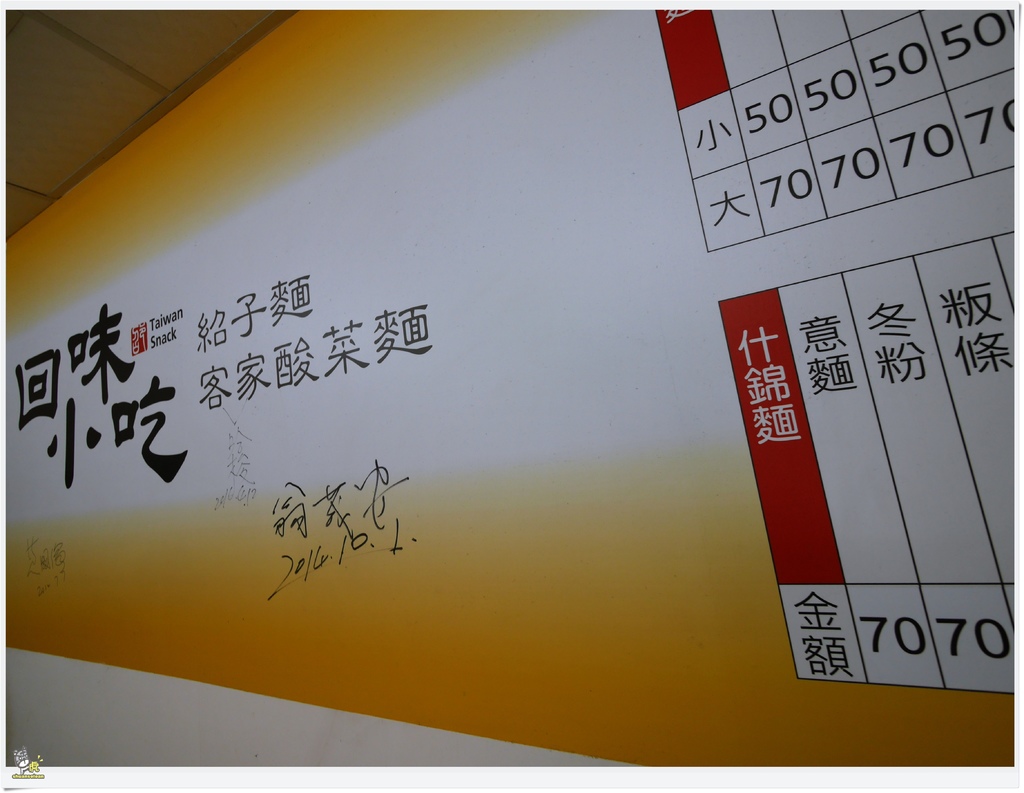 回味
小吃
Taiwan
Snack
紹子麵
客家酸菜麵
翁茂
2014.10.1.
小 50 50 50 50
大 70 70 70 70
什錦麵 意麵 冬粉 粄條
金額 70 70